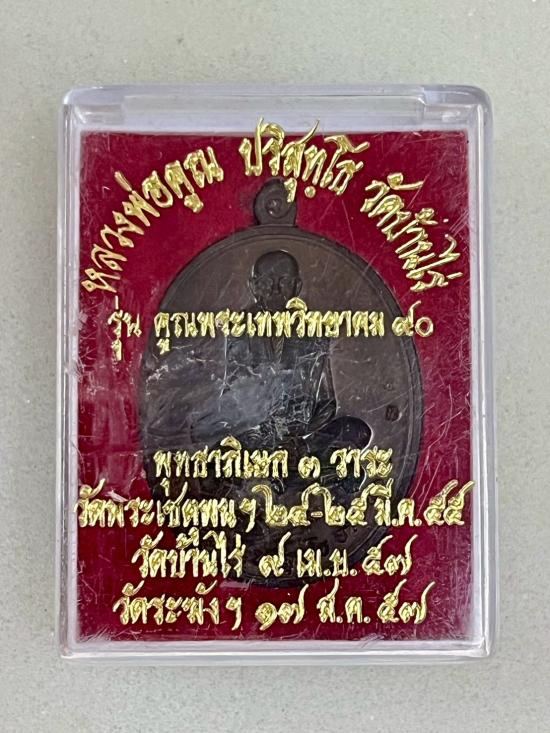 หลวงพ่อคูณ ปริสุทฺโธ วัดบ้านไร่
รุ่น คูณพระเทพวิทยาคม ๙๐
พุทธาภิเษก ๓ วาระ
วัดพระเชตุพนฯ ๒๔-๒๕ มี.ค.๕๕
วัดบ้านไร่ ๙ เม.ย. ๕๗
วัดระฆังฯ ๑๗ ส.ค. ๕๗